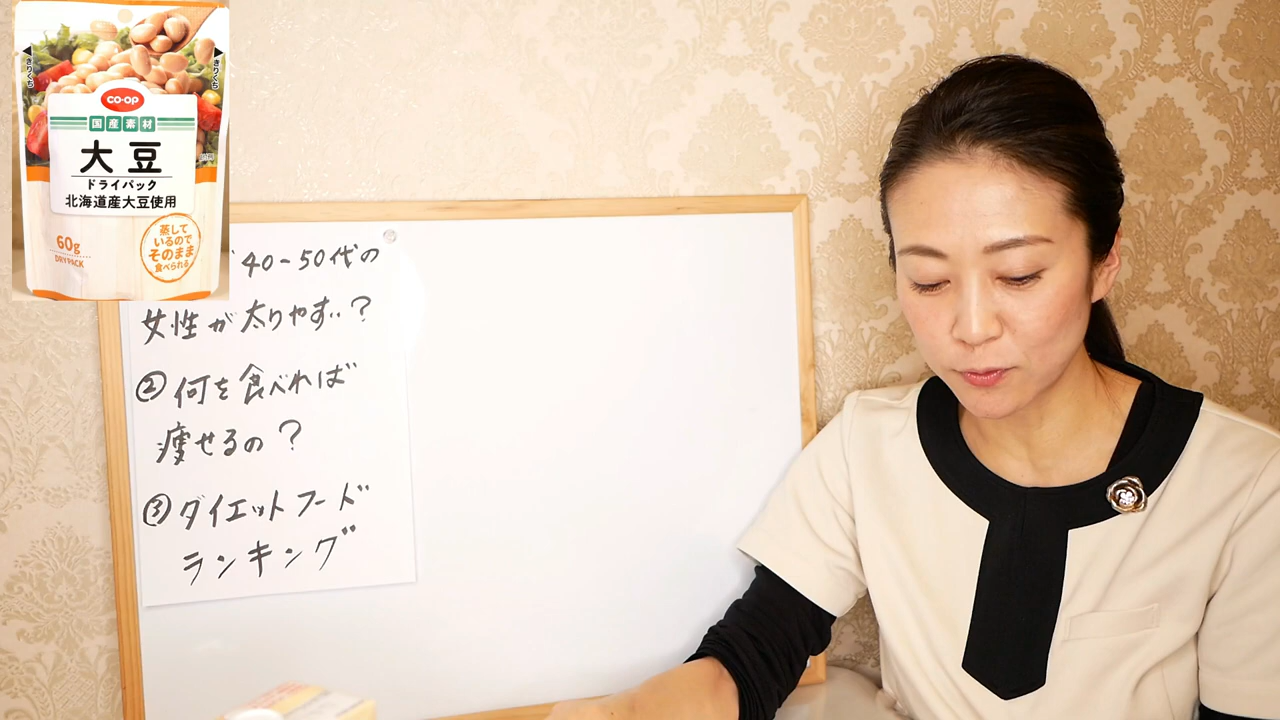 きりくち
きりくち
CO・OP
国産素材
大豆
ドライパック
北海道産大豆使用
60g
DRY PACK
蒸して
いるので
そのまま
食べられる
40~50代の
女性が太りやすい?
②何を食べれば
痩せるの?
③ダイエットフード
ランキング